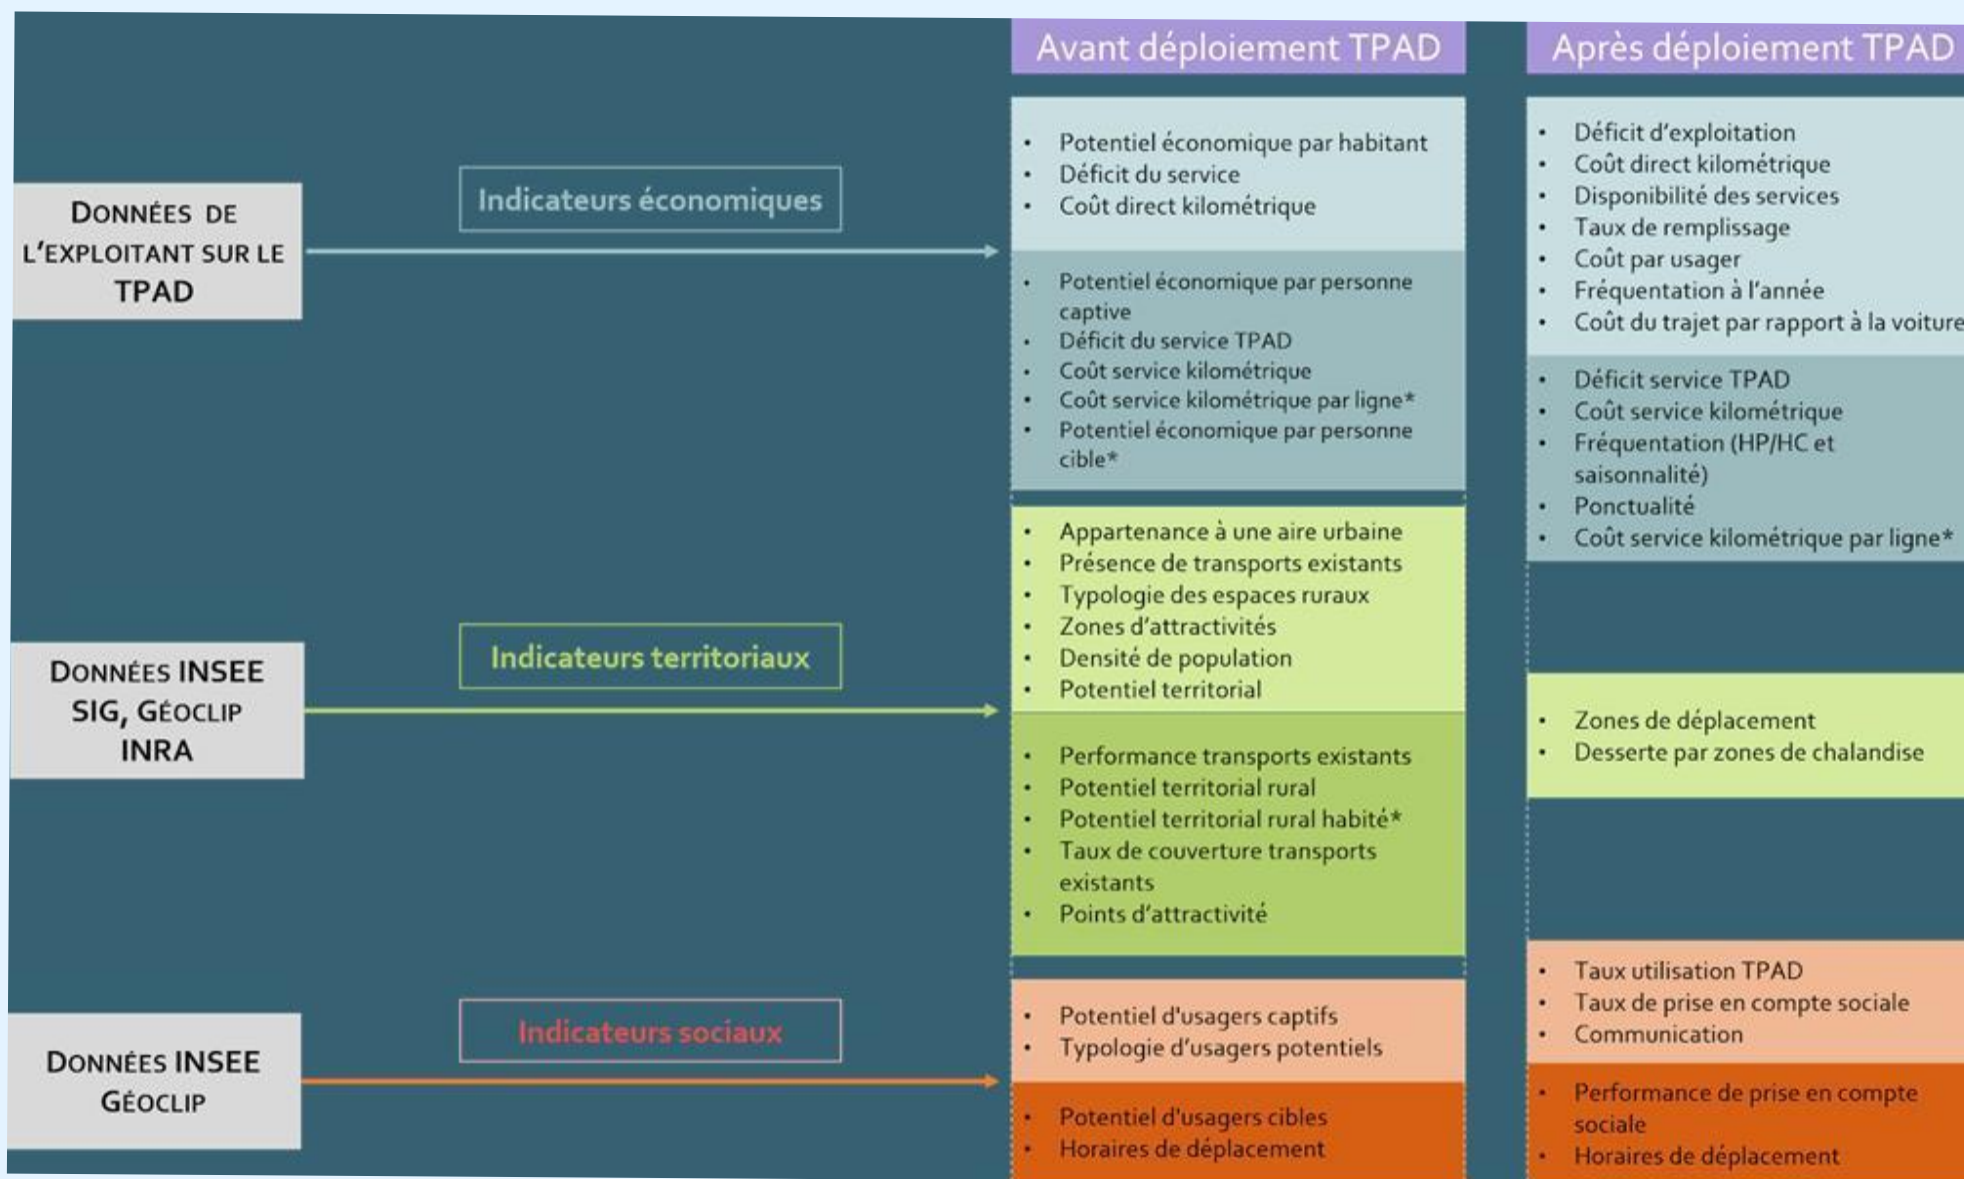 Avant déploiement TPAD
Après déploiement TPAD
DONNÉES DE
L'EXPLOITANT SUR LE
TPAD
Indicateurs économiques
• Potentiel économique par habitant
• Déficit du service
• Coût direct kilométrique
• Potentiel économique par personne
captive
• Déficit du service TPAD
• Coût service kilométrique
• Coût service kilométrique par ligne*
• Potentiel économique par personne
cible*
• Déficit d'exploitation
• Coût direct kilométrique
• Disponibilité des services
• Taux de remplissage
• Coût par usager
• Fréquentation à l'année
• Coût du trajet par rapport à la voiture
• Déficit service TPAD
• Coût service kilométrique
• Fréquentation (HP/HC et
saisonnalité)
• Ponctualité
• Coût service kilométrique par ligne*
DONNÉES INSEE
SIG, GÉOCLIP
INRA
Indicateurs territoriaux
• Appartenance à une aire urbaine
• Présence de transports existants
• Typologie des espaces ruraux
• Zones d'attractivités
• Densité de population
• Potentiel territorial
• Performance transports existants
• Potentiel territorial rural
• Potentiel territorial rural habité*
• Taux de couverture transports
existants
• Points d'attractivité
• Zones de déplacement
• Desserte par zones de chalandise
DONNÉES INSEE
GÉOCLIP
Indicateurs sociaux
• Potentiel d'usagers captifs
• Typologie d'usagers potentiels
• Potentiel d'usagers cibles
• Horaires de déplacement
• Taux utilisation TPAD
• Taux de prise en compte sociale
• Communication
• Performance de prise en compte
sociale
• Horaires de déplacement